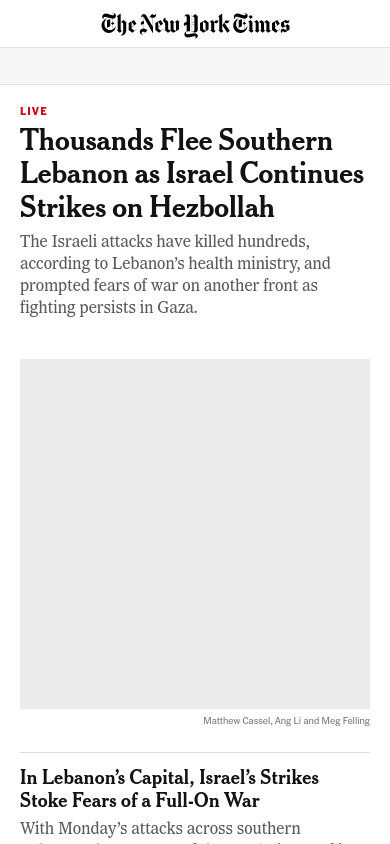 The New York Times
LIVE
Thousands Flee Southern
Lebanon as Israel Continues
Strikes on Hezbollah
The Israeli attacks have killed hundreds,
according to Lebanon’s health ministry, and
prompted fears of war on another front as
fighting persists in Gaza.
Matthew Cassel, Ang Li and Meg Felling
In Lebanon’s Capital, Israel’s Strikes
Stoke Fears of a Full-On War
With Monday’s attacks across southern